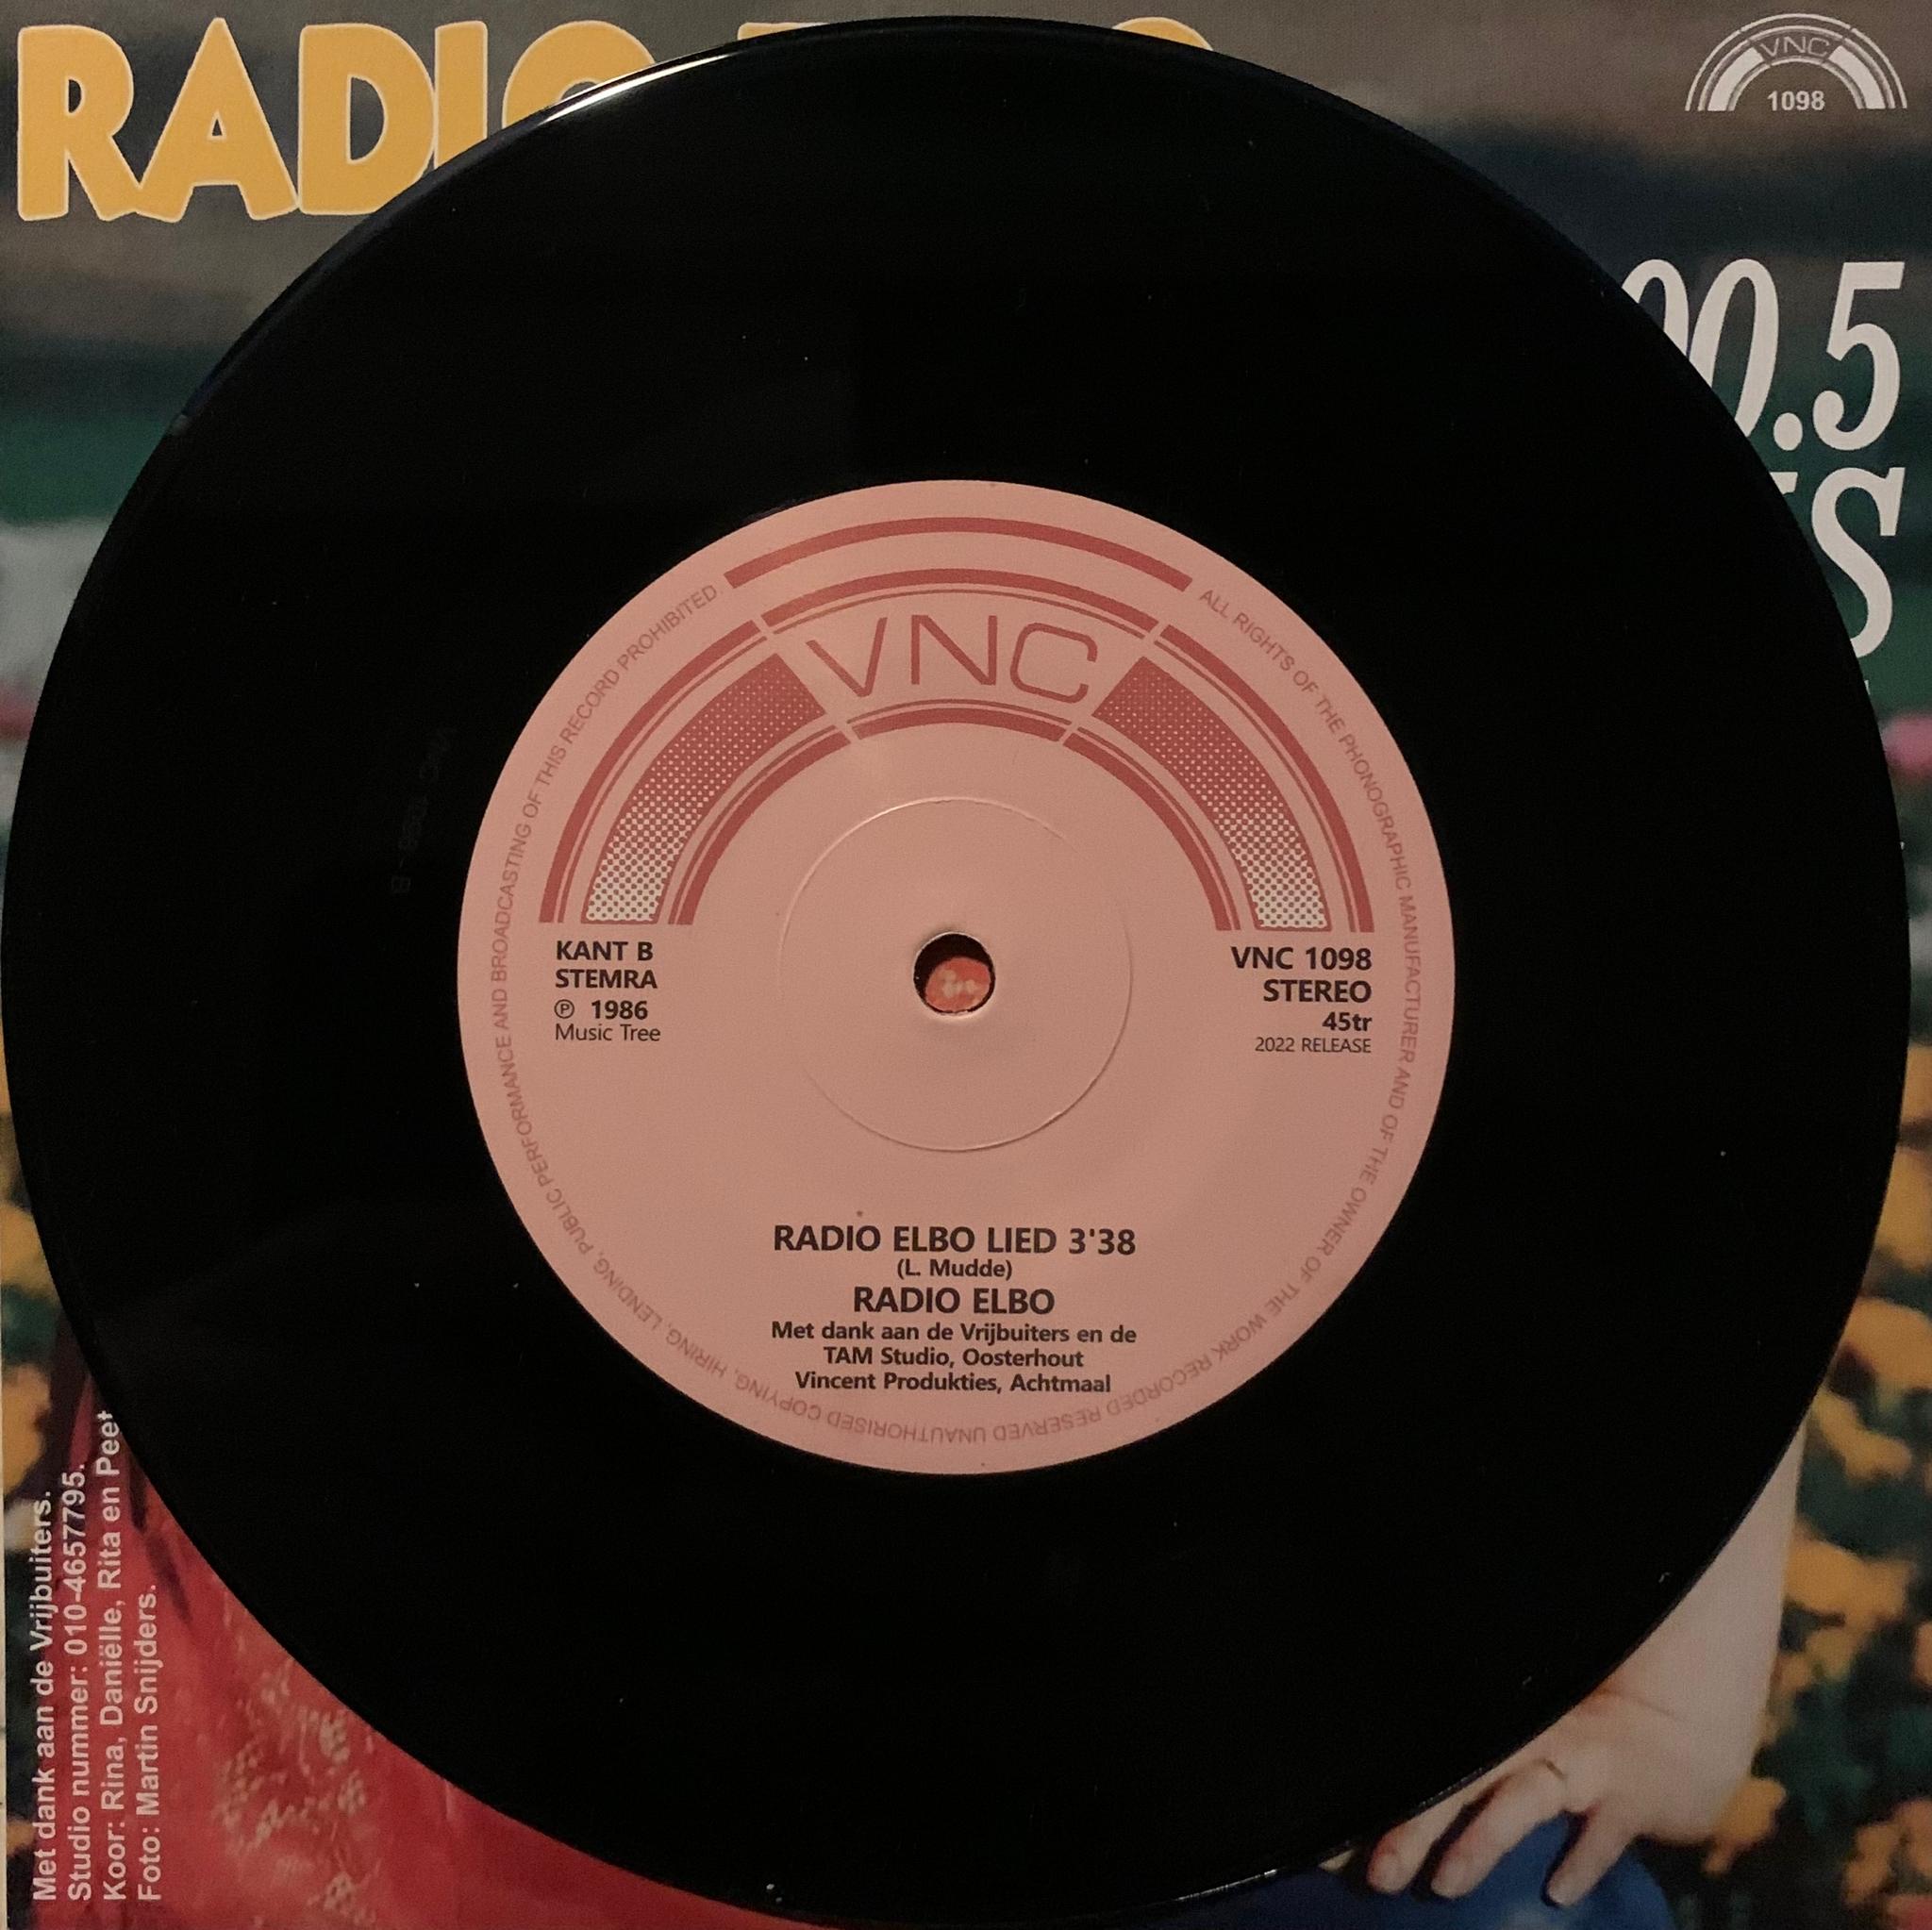 RADIO
VNC
1098
00.5
S
VNC
ALL RIGHTS OF THE PHONOGRAPHIC MANUFACTURER AND OF THE OWNER OF THE WORK RECORDED RESERVED UNAUTHORISED COPYING, HIRING, LENDING, PUBLIC PERFORMANCE AND BROADCASTING OF THIS RECORD PROHIBITED.
KANT B
STEMRA
℗ 1986
Music Tree
VNC 1098
STEREO
45tr
2022 RELEASE
RADIO ELBO LIED 3'38
(L. Mudde)
RADIO ELBO
Met dank aan de Vrijbuiters en de
TAM Studio, Oosterhout
Vincent Produkties, Achtmaal
Met dank aan de Vrijbuiters.
Studio nummer: 010-4657795.
Koor: Rina, Daniëlle, Rita en Peet
Foto: Martin Snijders.